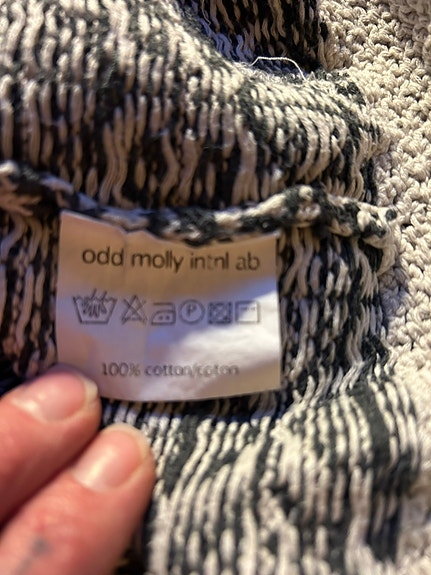 odd molly intnl ab
P
100% cotton/coton